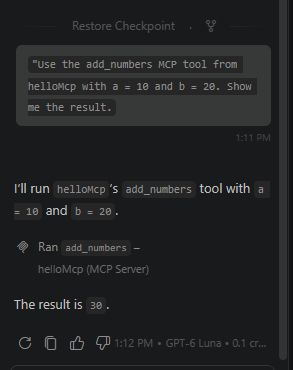 Restore Checkpoint
"Use the add_numbers MCP tool from
helloMcp with a = 10 and b = 20. Show
me the result.
1:11 PM
I'll run helloMcp's add_numbers tool with a
= 10 and b = 20.
Ran add_numbers –
helloMcp (MCP Server)
The result is 30.
1:12 PM • GPT-6 Luna • 0.1 cr...